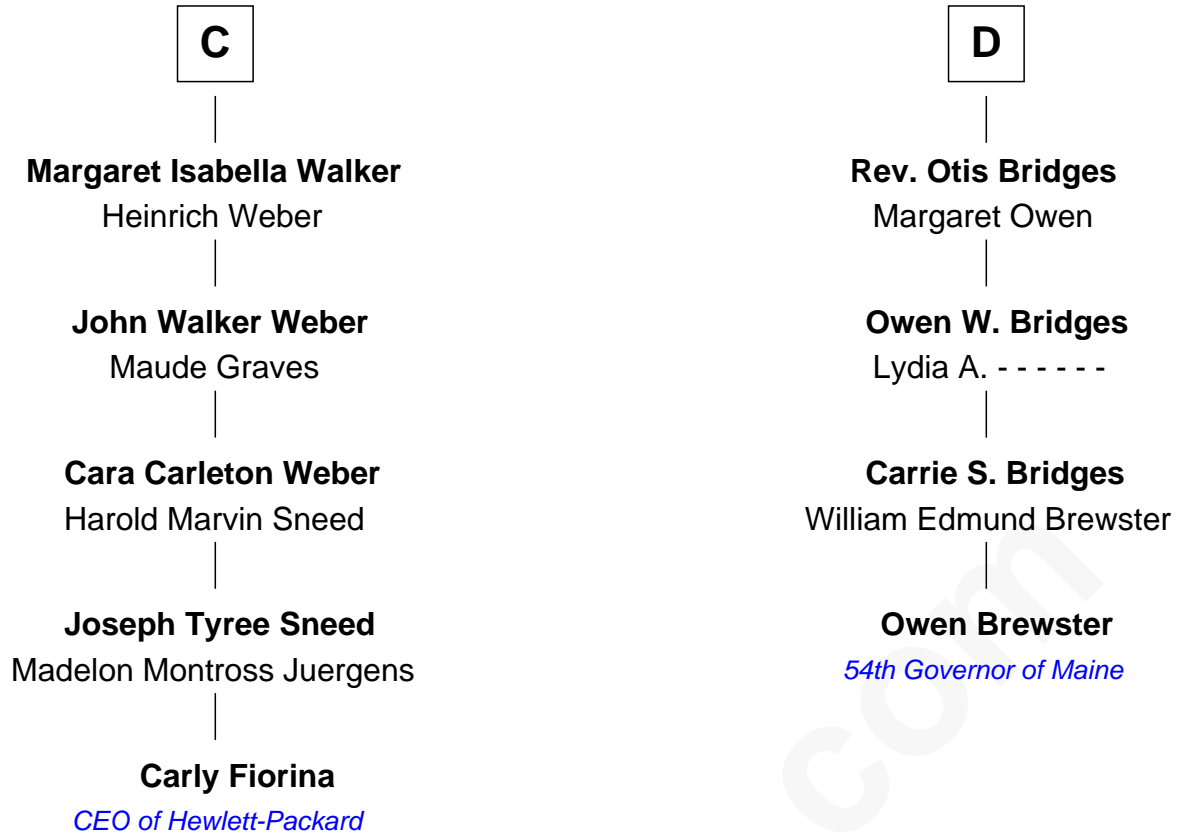 C
Margaret Isabella Walker
Heinrich Weber
John Walker Weber
Maude Graves
Cara Carleton Weber
Harold Marvin Sneed
Joseph Tyree Sneed
Madelon Montross Juergens
Carly Fiorina
CEO of Hewlett-Packard
D
Rev. Otis Bridges
Margaret Owen
Owen W. Bridges
Lydia A. - - - - - -
Carrie S. Bridges
William Edmund Brewster
Owen Brewster
54th Governor of Maine
com